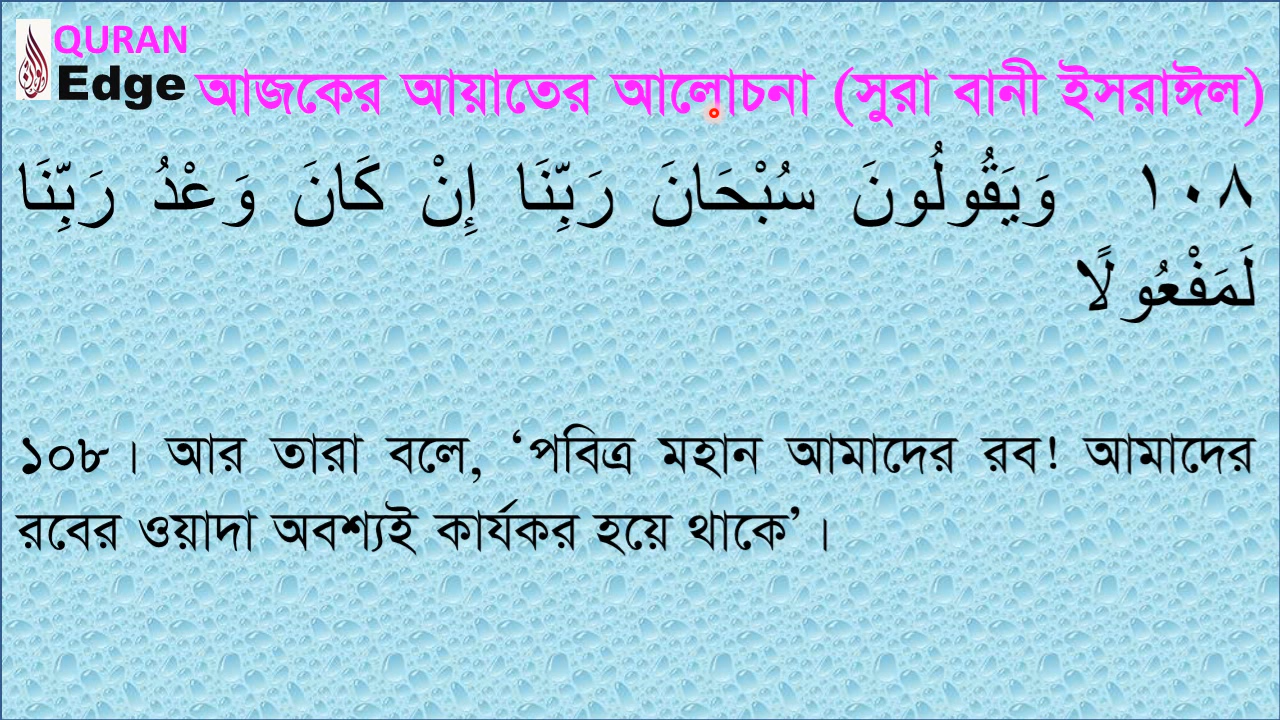 QURAN
Edge
আজকের আয়াতের আলোচনা (সুরা বানী ইসরাঈল)
١٠٨ وَيَقُولُونَ سُبْحَانَ رَبِّنَا إِنْ كَانَ وَعْدُ رَبِّنَا
لَمَفْعُولًا
১০৮। আর তারা বলে, ‘পবিত্র মহান আমাদের রব! আমাদের
রবের ওয়াদা অবশ্যই কার্যকর হয়ে থাকে’।